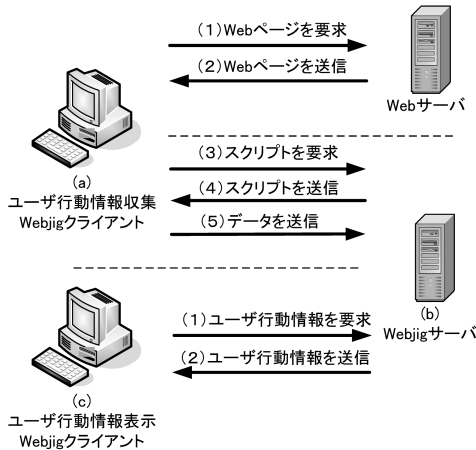 (1)Webページを要求
(2)Webページを送信
Webサーバ
(3)スクリプトを要求
(a)
ユーザ行動情報収集
Webjigクライアント
(4)スクリプトを送信
(5)データを送信
(b)
Webjigサーバ
(1)ユーザ行動情報を要求
(2)ユーザ行動情報を送信
(c)
ユーザ行動情報表示
Webjigクライアント